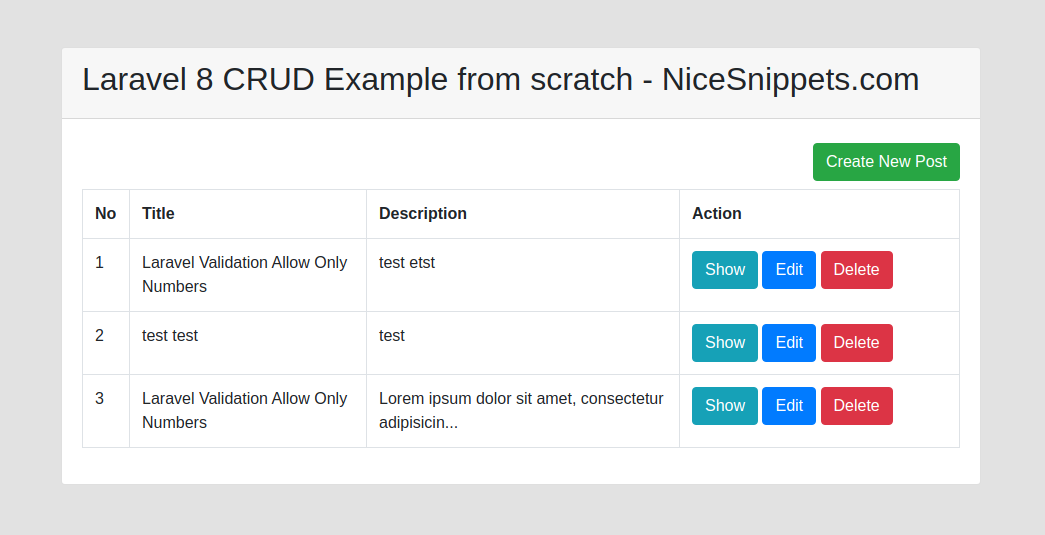 Laravel 8 CRUD Example from scratch - NiceSnippets.com
Create New Post
No Title Description Action
1 Laravel Validation Allow Only test etst Show Edit Delete
Numbers
2 test test test Show Edit Delete
3 Laravel Validation Allow Only Lorem ipsum dolor sit amet, consectetur Show Edit Delete
Numbers adipisicin...